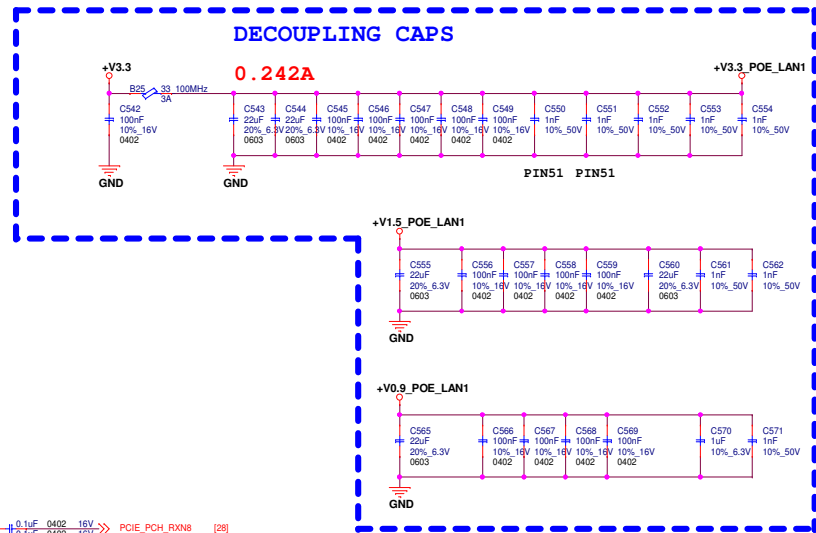 DECOUPLING CAPS
+V3.3
0.242A
+V3.3_POE_LAN1
B25 33_100MHz
3A
C542 C543 C544 C545 C546 C547 C548 C549 C550 C551 C552 C553 C554
100nF 22uF 22uF 100nF 100nF 100nF 100nF 100nF 1nF 1nF 1nF 1nF 1nF
10%_16V 20%_6.3V 20%_6.3V 10%_16V 10%_16V 10%_16V 10%_16V 10%_16V 10%_50V 10%_50V 10%_50V 10%_50V 10%_50V
0402 0603 0603 0402 0402 0402 0402 0402
GND GND
PIN51 PIN51
+V1.5_POE_LAN1
C555 C556 C557 C558 C559 C560 C561 C562
22uF 100nF 100nF 100nF 100nF 22uF 1nF 1nF
20%_6.3V 10%_16V 10%_16V 10%_16V 10%_16V 20%_6.3V 10%_50V 10%_50V
0603 0402 0402 0402 0402 0603
GND
+V0.9_POE_LAN1
C565 C566 C567 C568 C569 C570 C571
22uF 100nF 100nF 100nF 100nF 1uF 1nF
20%_6.3V 10%_16V 10%_16V 10%_16V 10%_16V 10%_6.3V 10%_50V
0603 0402 0402 0402 0402
GND
0.1uF 0402 16V PCIE_PCH_RXN8 [28]